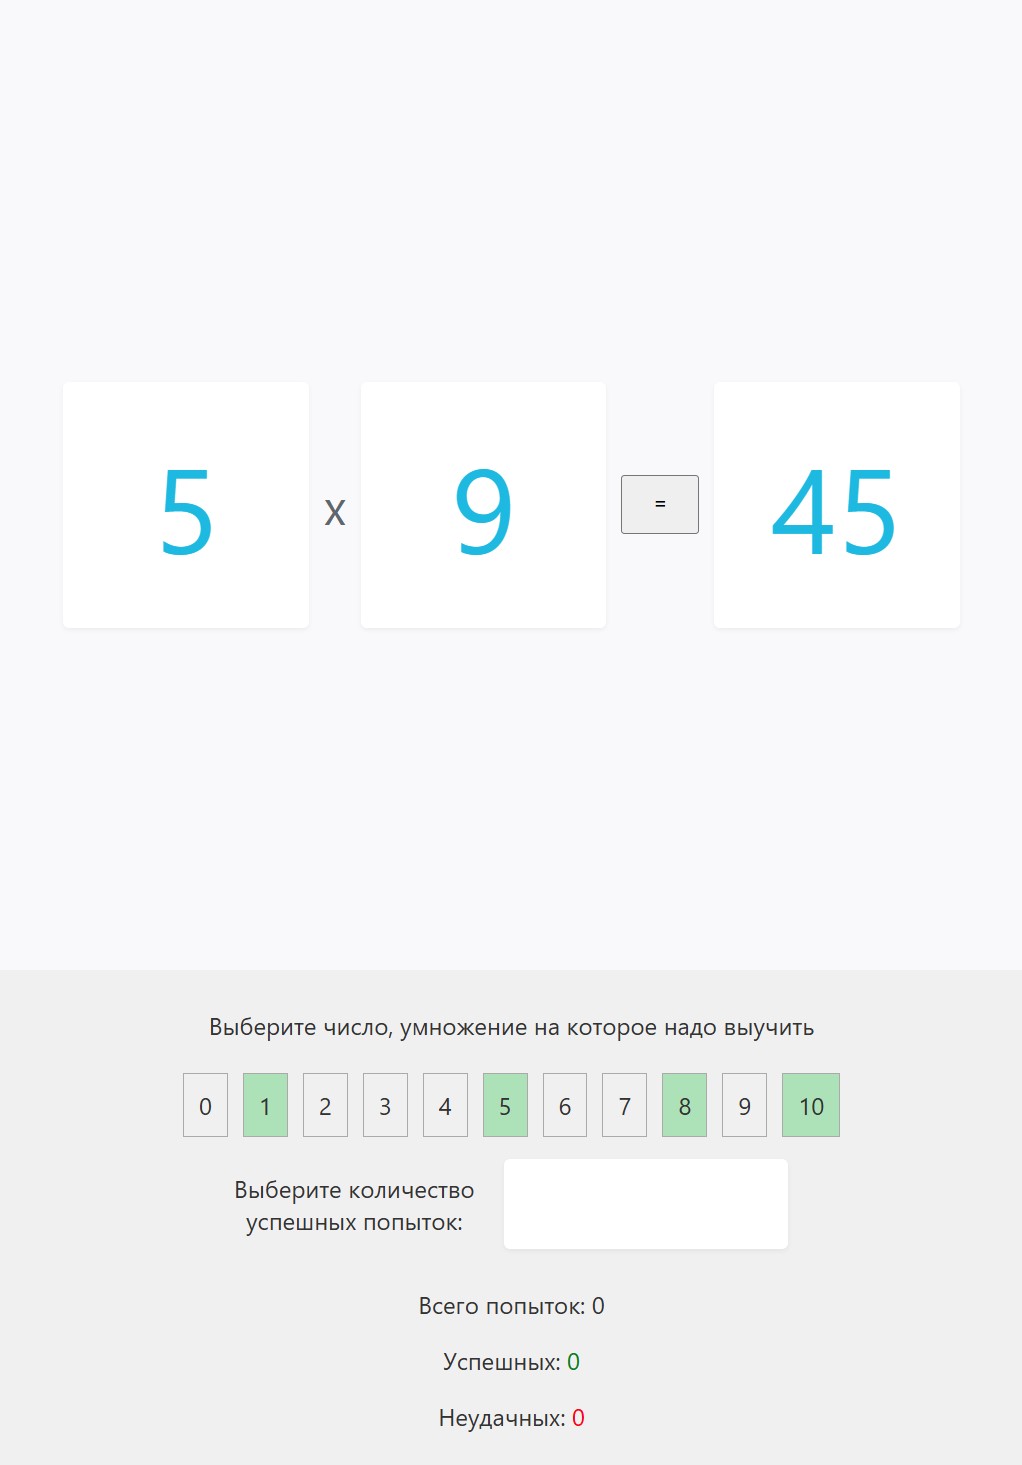 5 x 9 = 45
Выберите число, умножение на которое надо выучить
0 1 2 3 4 5 6 7 8 9 10
Выберите количество
успешных попыток:
Всего попыток: 0
Успешных: 0
Неудачных: 0